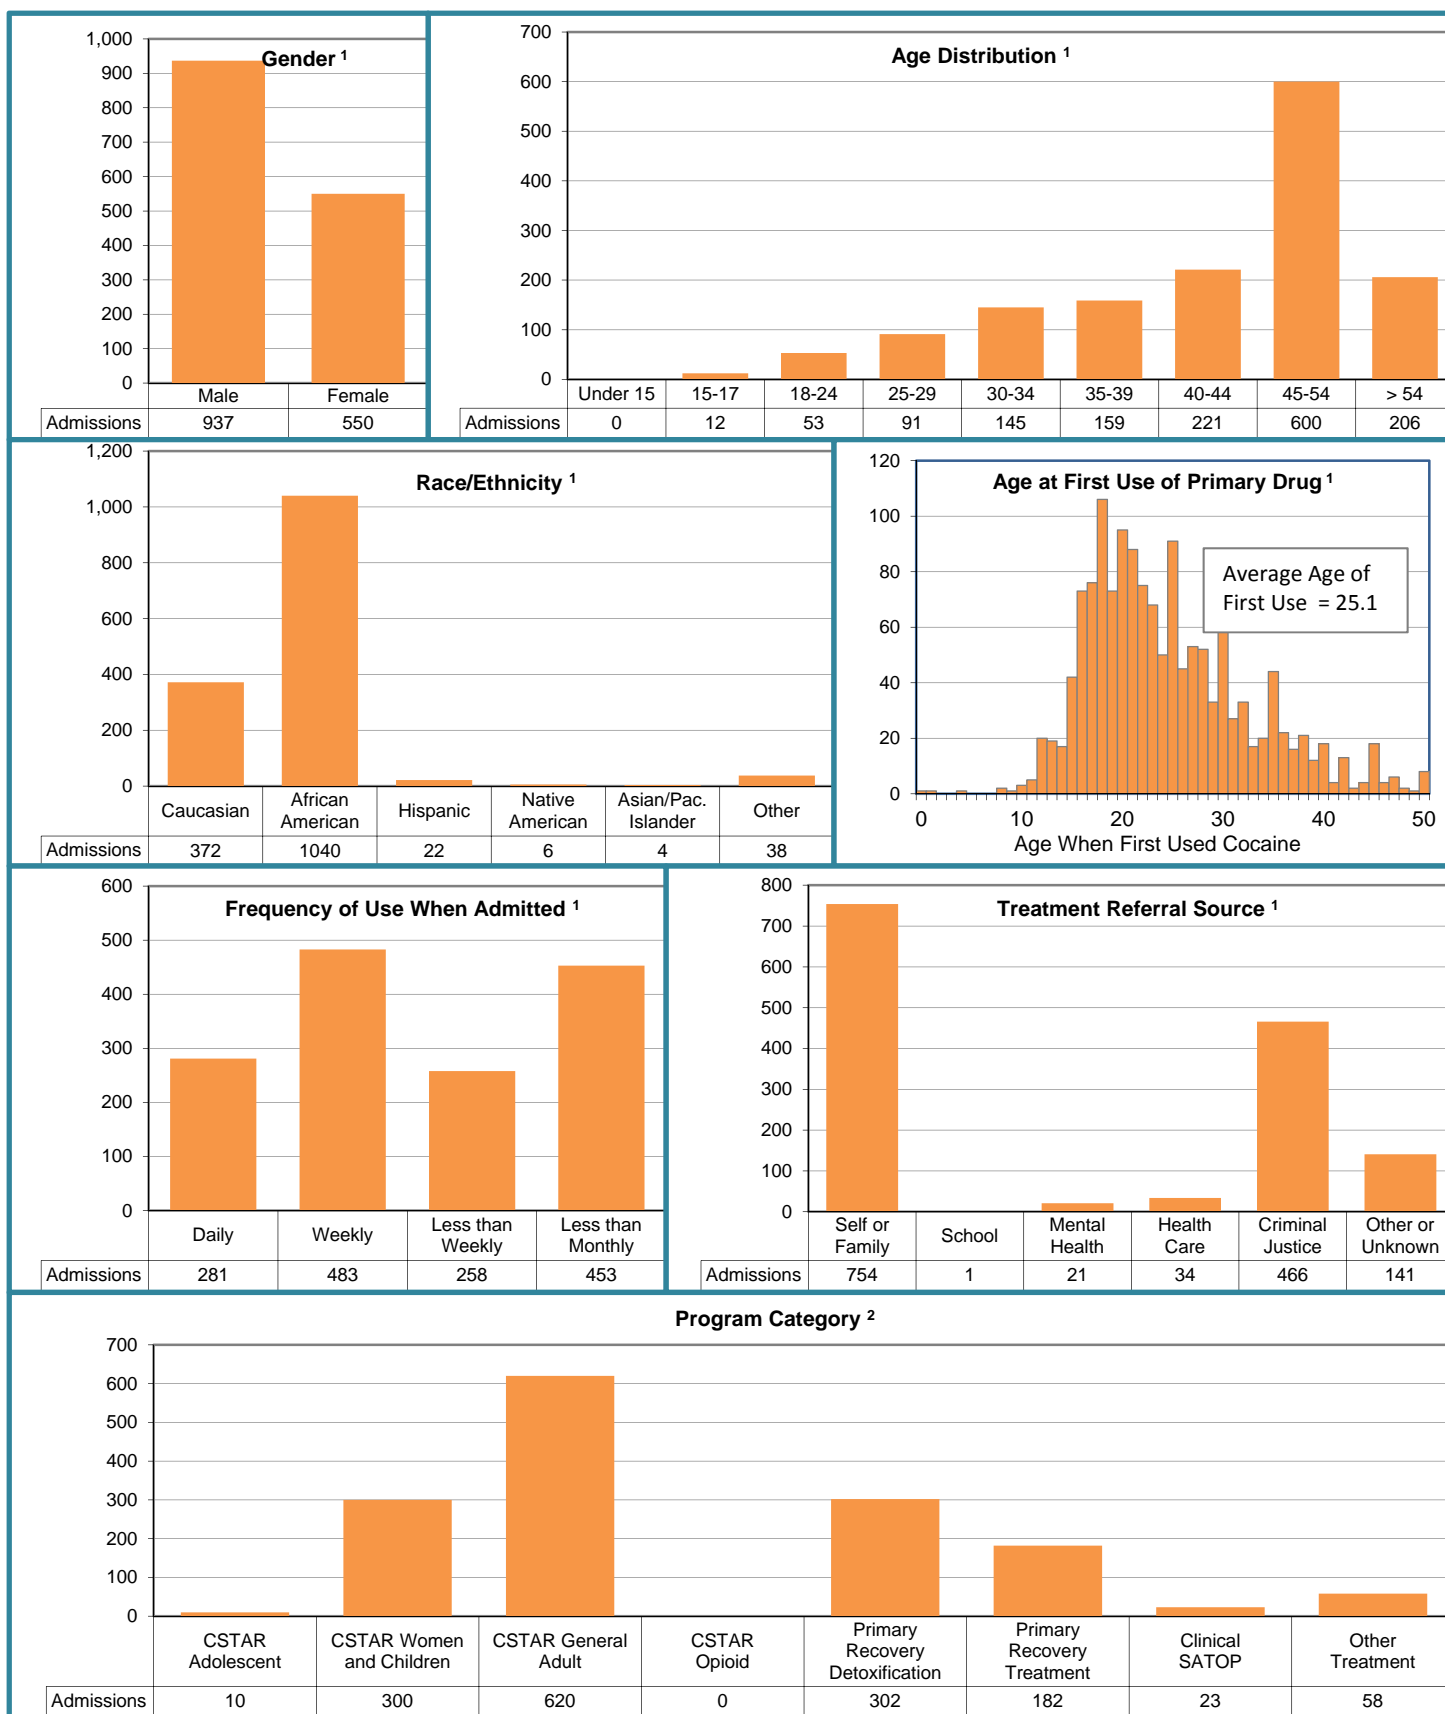 Gender 1
1,000
900
800
700
600
500
400
300
200
100
0
Male Female
Admissions 937 550
Age Distribution 1
700
600
500
400
300
200
100
0
Under 15 15-17 18-24 25-29 30-34 35-39 40-44 45-54 > 54
Admissions 0 12 53 91 145 159 221 600 206
Race/Ethnicity 1
1,200
1,000
800
600
400
200
0
Caucasian African American Hispanic Native American Asian/Pac. Islander Other
Admissions 372 1040 22 6 4 38
Age at First Use of Primary Drug 1
120
100
80
60
40
20
0
Average Age of
First Use = 25.1
0 10 20 30 40 50
Age When First Used Cocaine
Frequency of Use When Admitted 1
600
500
400
300
200
100
0
Daily Weekly Less than Weekly Less than Monthly
Admissions 281 483 258 453
Treatment Referral Source 1
800
700
600
500
400
300
200
100
0
Self or Family School Mental Health Health Care Criminal Justice Other or Unknown
Admissions 754 1 21 34 466 141
Program Category 2
700
600
500
400
300
200
100
0
CSTAR Adolescent CSTAR Women and Children CSTAR General Adult CSTAR Opioid Primary Recovery Detoxification Primary Recovery Treatment Clinical SATOP Other Treatment
Admissions 10 300 620 0 302 182 23 58